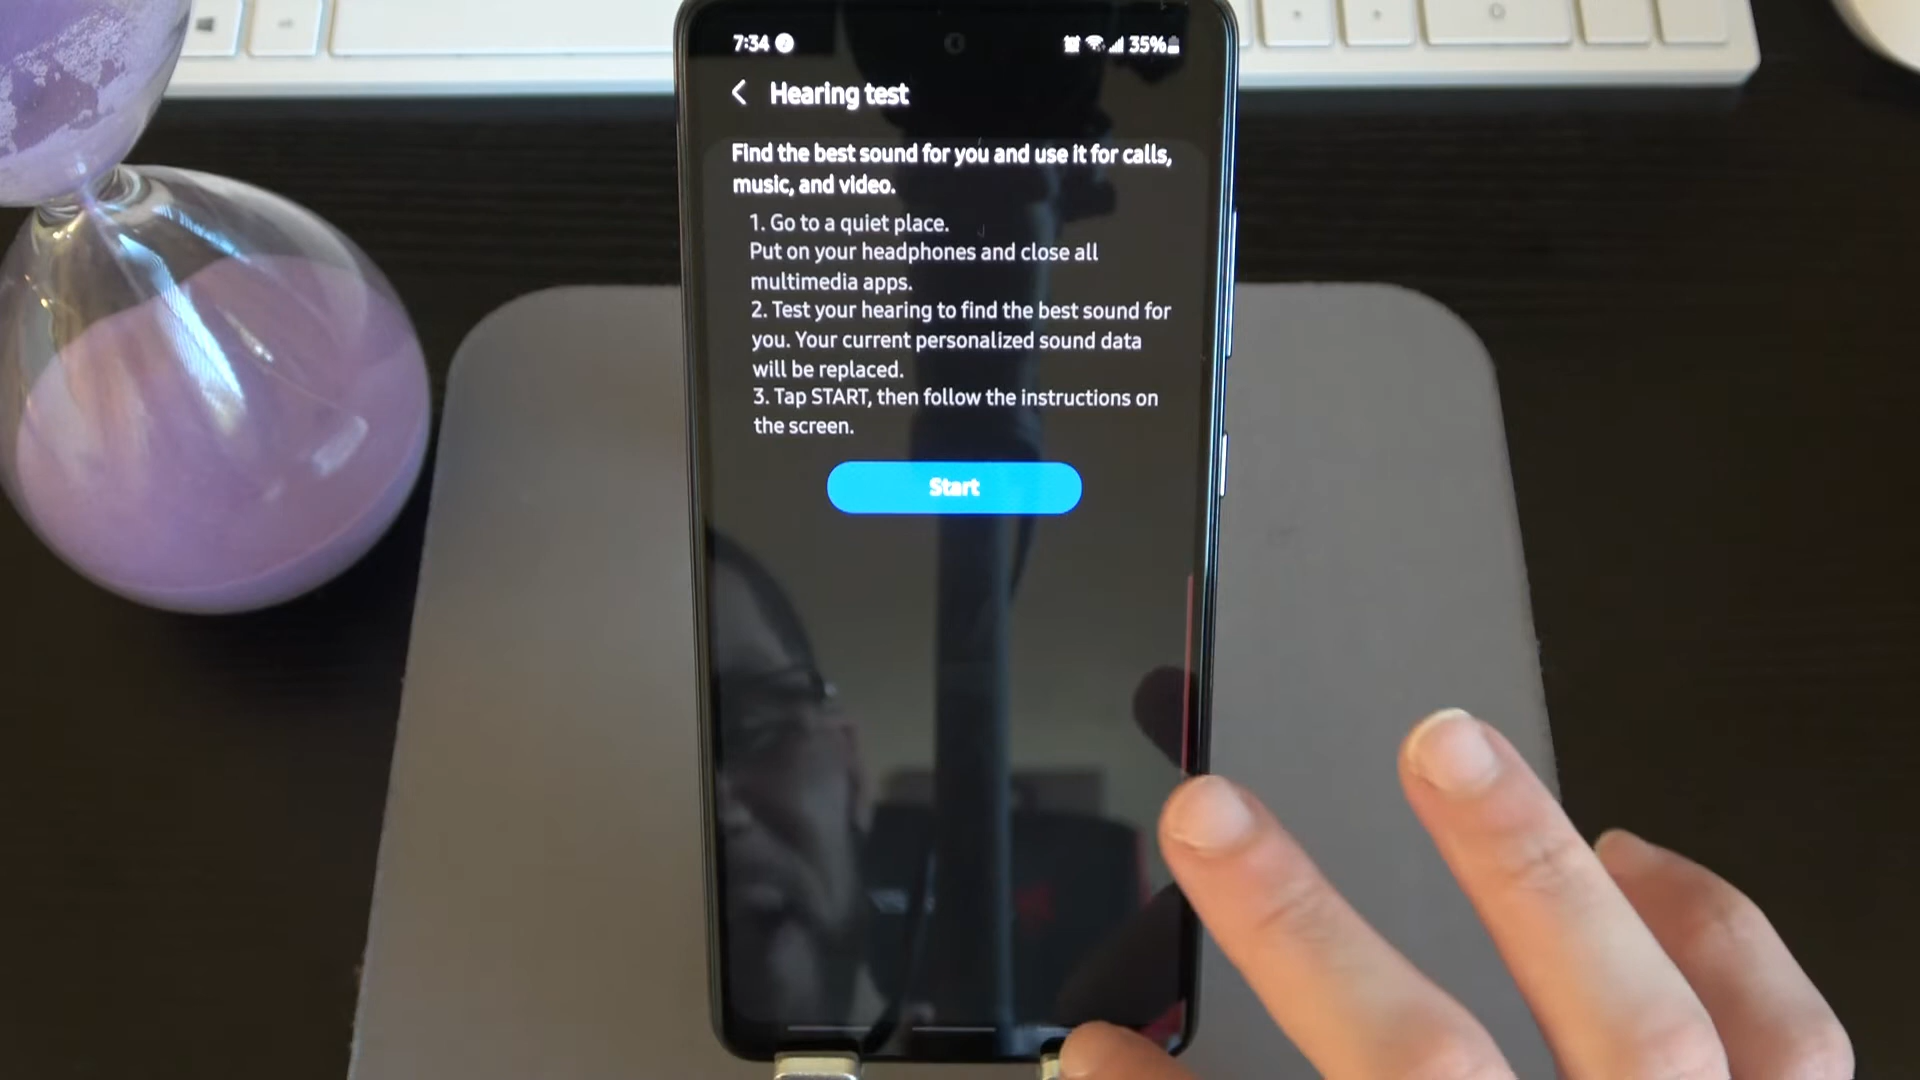 7:34
35%
Hearing test
Find the best sound for you and use it for calls,
music, and video.
1. Go to a quiet place.
Put on your headphones and close all
multimedia apps.
2. Test your hearing to find the best sound for
you. Your current personalized sound data
will be replaced.
3. Tap START, then follow the instructions on
the screen.
Start